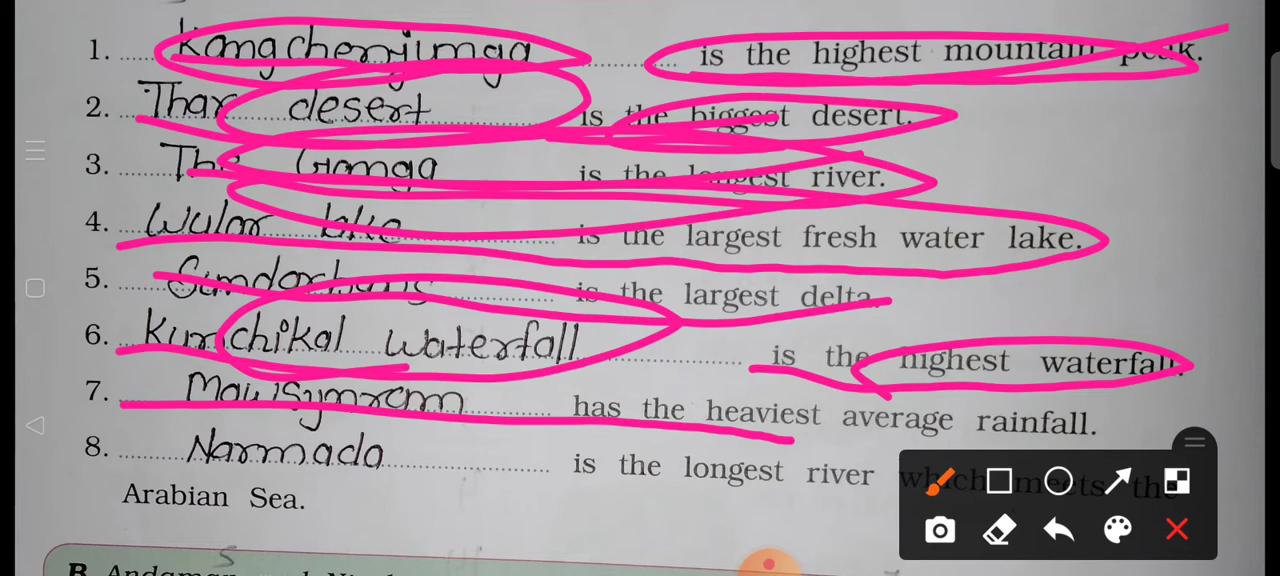 1. Kangchenjunga is the highest mountain peak.
2. Thar desert is the biggest desert.
3. The Ganga is the longest river.
4. Wular lake is the largest fresh water lake.
5. Sundarbans is the largest delta.
6. Kunchikal Waterfall is the highest waterfall.
7. Mawsynram has the heaviest average rainfall.
8. Narmada is the longest river which meets the
Arabian Sea.
B. Andaman and